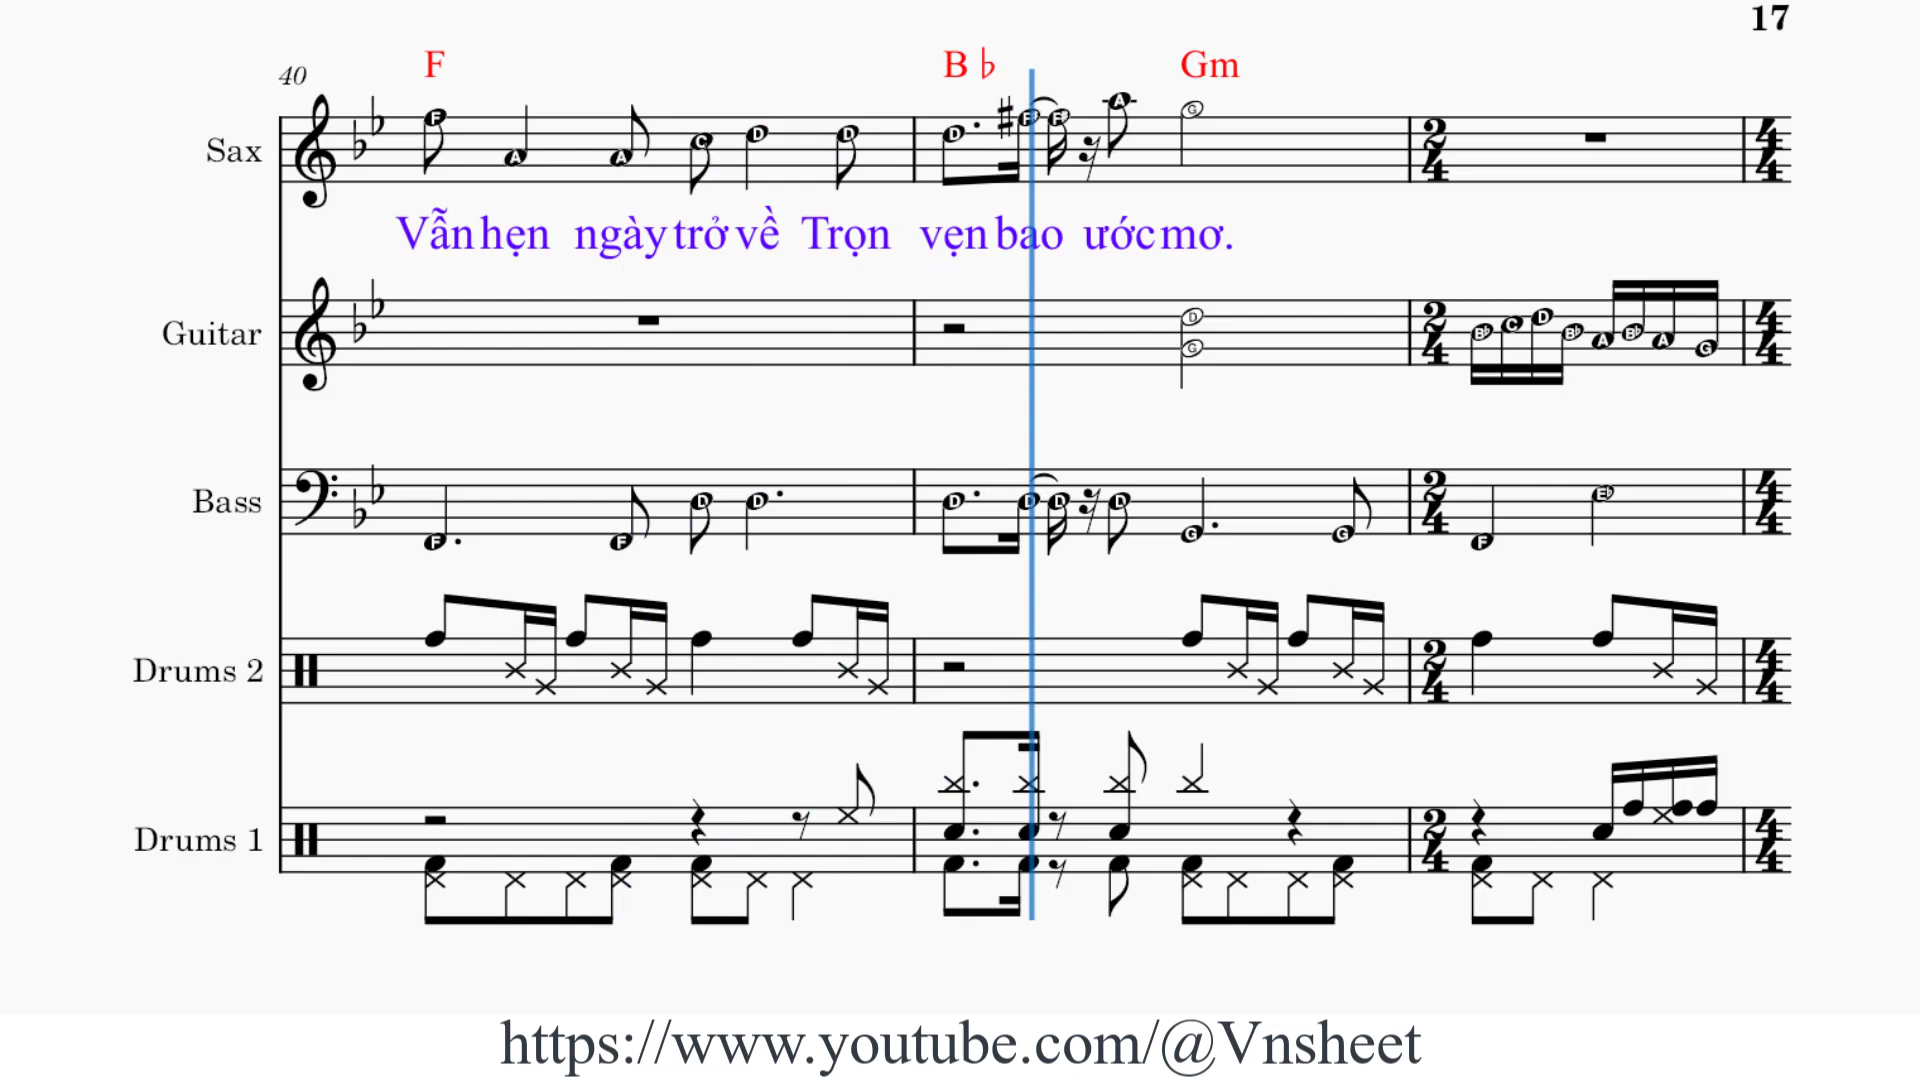 17
F B♭ Gm
40
Sax
Vẫn hẹn ngày trở về Trọn vẹn bao ước mơ.
Guitar
Bass
Drums 2
Drums 1
https://www.youtube.com/@Vnsheet